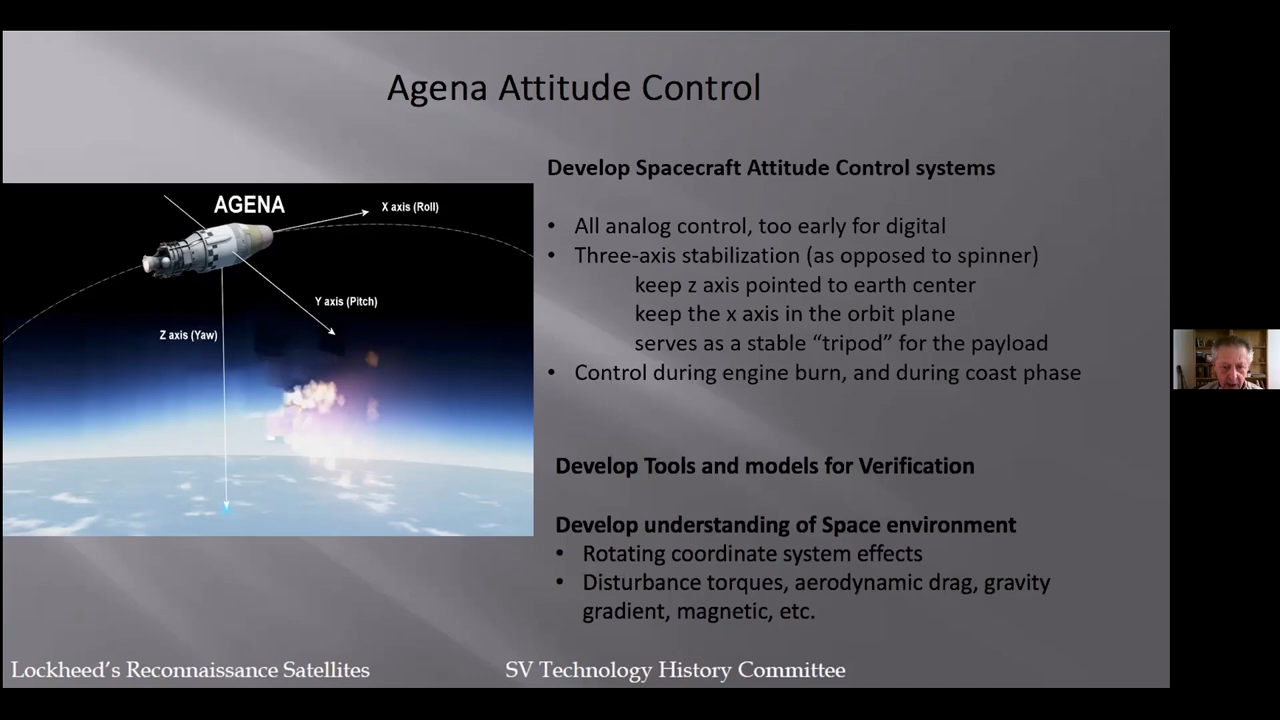 Agena Attitude Control
AGENA
X axis (Roll)
Y axis (Pitch)
Z axis (Yaw)
Develop Spacecraft Attitude Control systems
• All analog control, too early for digital
• Three-axis stabilization (as opposed to spinner)
keep z axis pointed to earth center
keep the x axis in the orbit plane
serves as a stable “tripod” for the payload
• Control during engine burn, and during coast phase
Develop Tools and models for Verification
Develop understanding of Space environment
• Rotating coordinate system effects
• Disturbance torques, aerodynamic drag, gravity
gradient, magnetic, etc.
Lockheed’s Reconnaissance Satellites
SV Technology History Committee